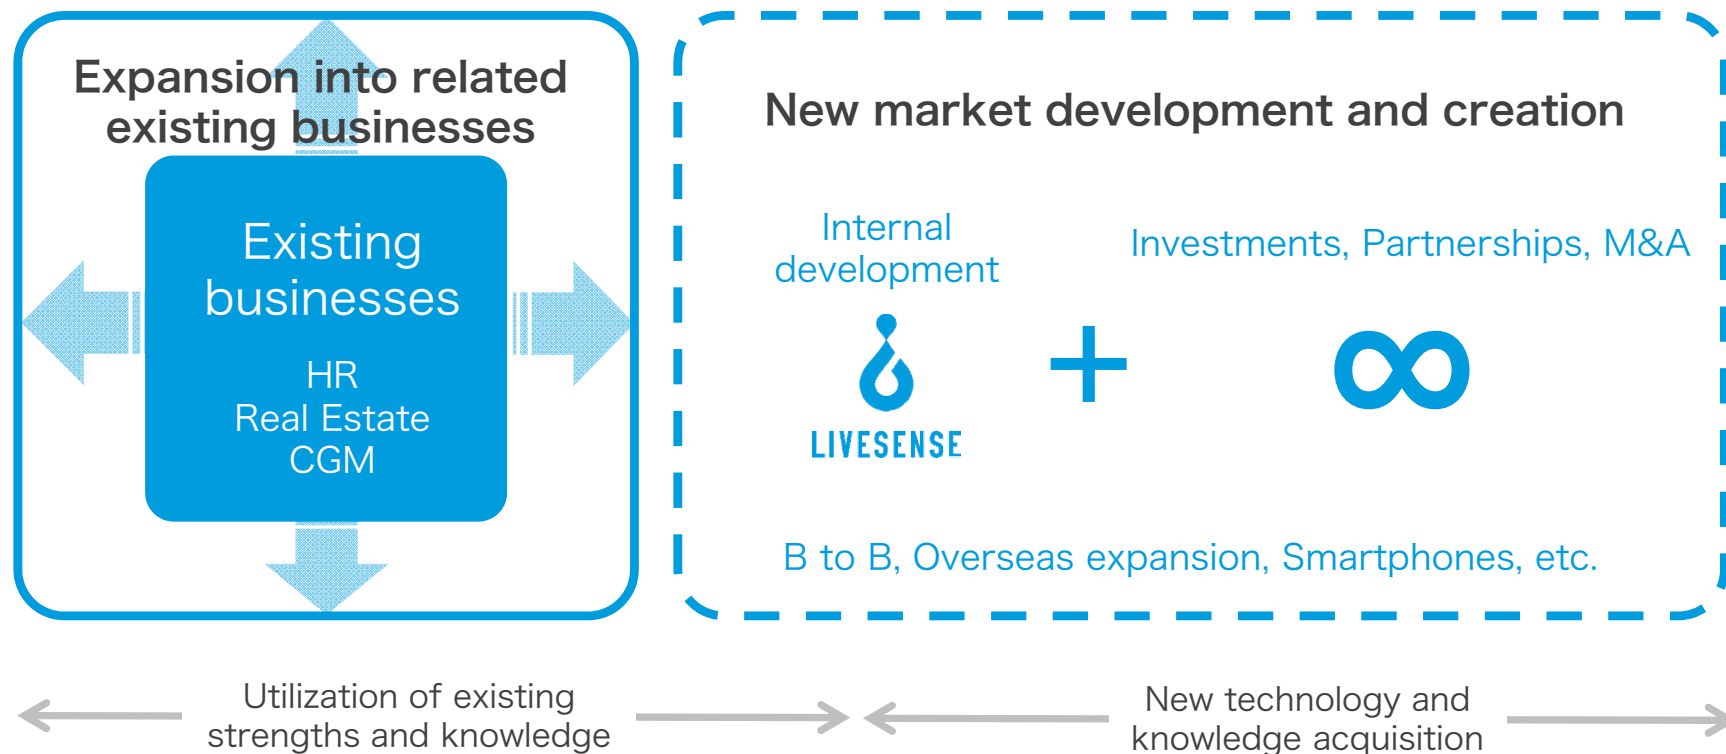 Expansion into related
existing businesses
Existing
businesses
HR
Real Estate
CGM
New market development and creation
Internal
development
Investments, Partnerships, M&A
LIVESENSE
+
∞
B to B, Overseas expansion, Smartphones, etc.
Utilization of existing
strengths and knowledge
New technology and
knowledge acquisition